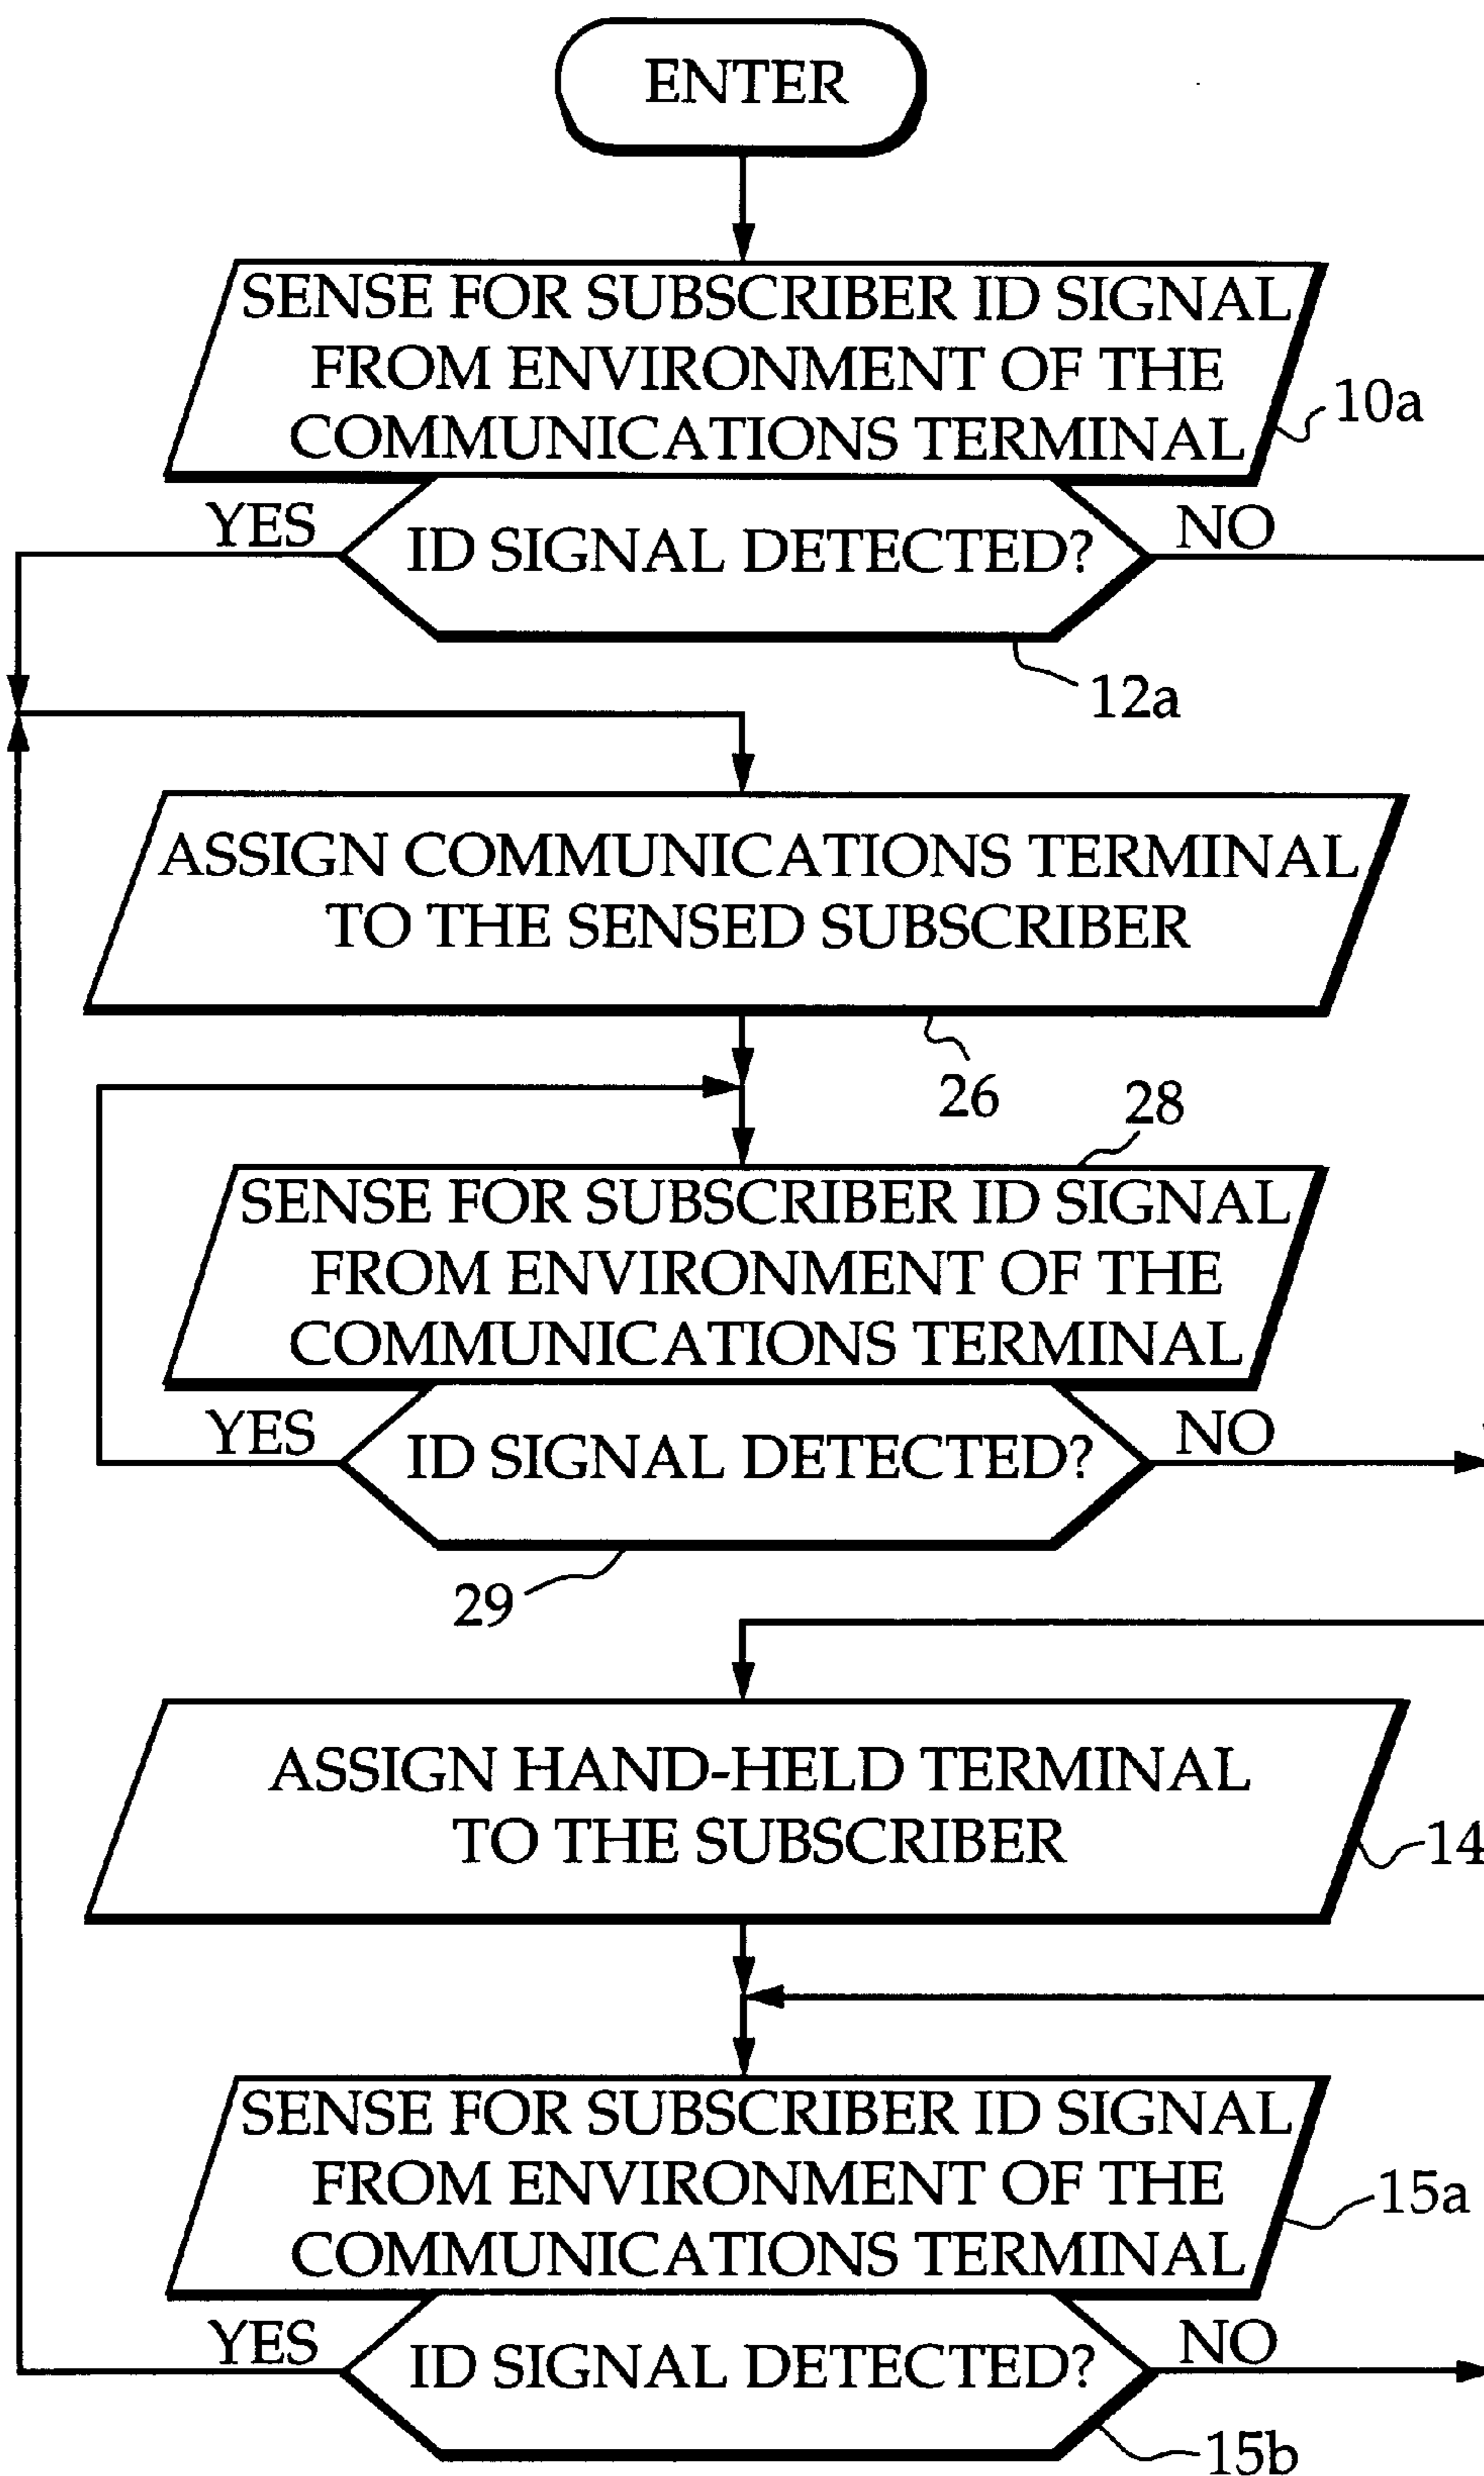 ENTER
SENSE FOR SUBSCRIBER ID SIGNAL
FROM ENVIRONMENT OF THE
COMMUNICATIONS TERMINAL
10a
YES
ID SIGNAL DETECTED?
NO
12a
ASSIGN COMMUNICATIONS TERMINAL
TO THE SENSED SUBSCRIBER
26
28
SENSE FOR SUBSCRIBER ID SIGNAL
FROM ENVIRONMENT OF THE
COMMUNICATIONS TERMINAL
YES
ID SIGNAL DETECTED?
NO
29
ASSIGN HAND-HELD TERMINAL
TO THE SUBSCRIBER
14
SENSE FOR SUBSCRIBER ID SIGNAL
FROM ENVIRONMENT OF THE
COMMUNICATIONS TERMINAL
15a
YES
ID SIGNAL DETECTED?
NO
15b